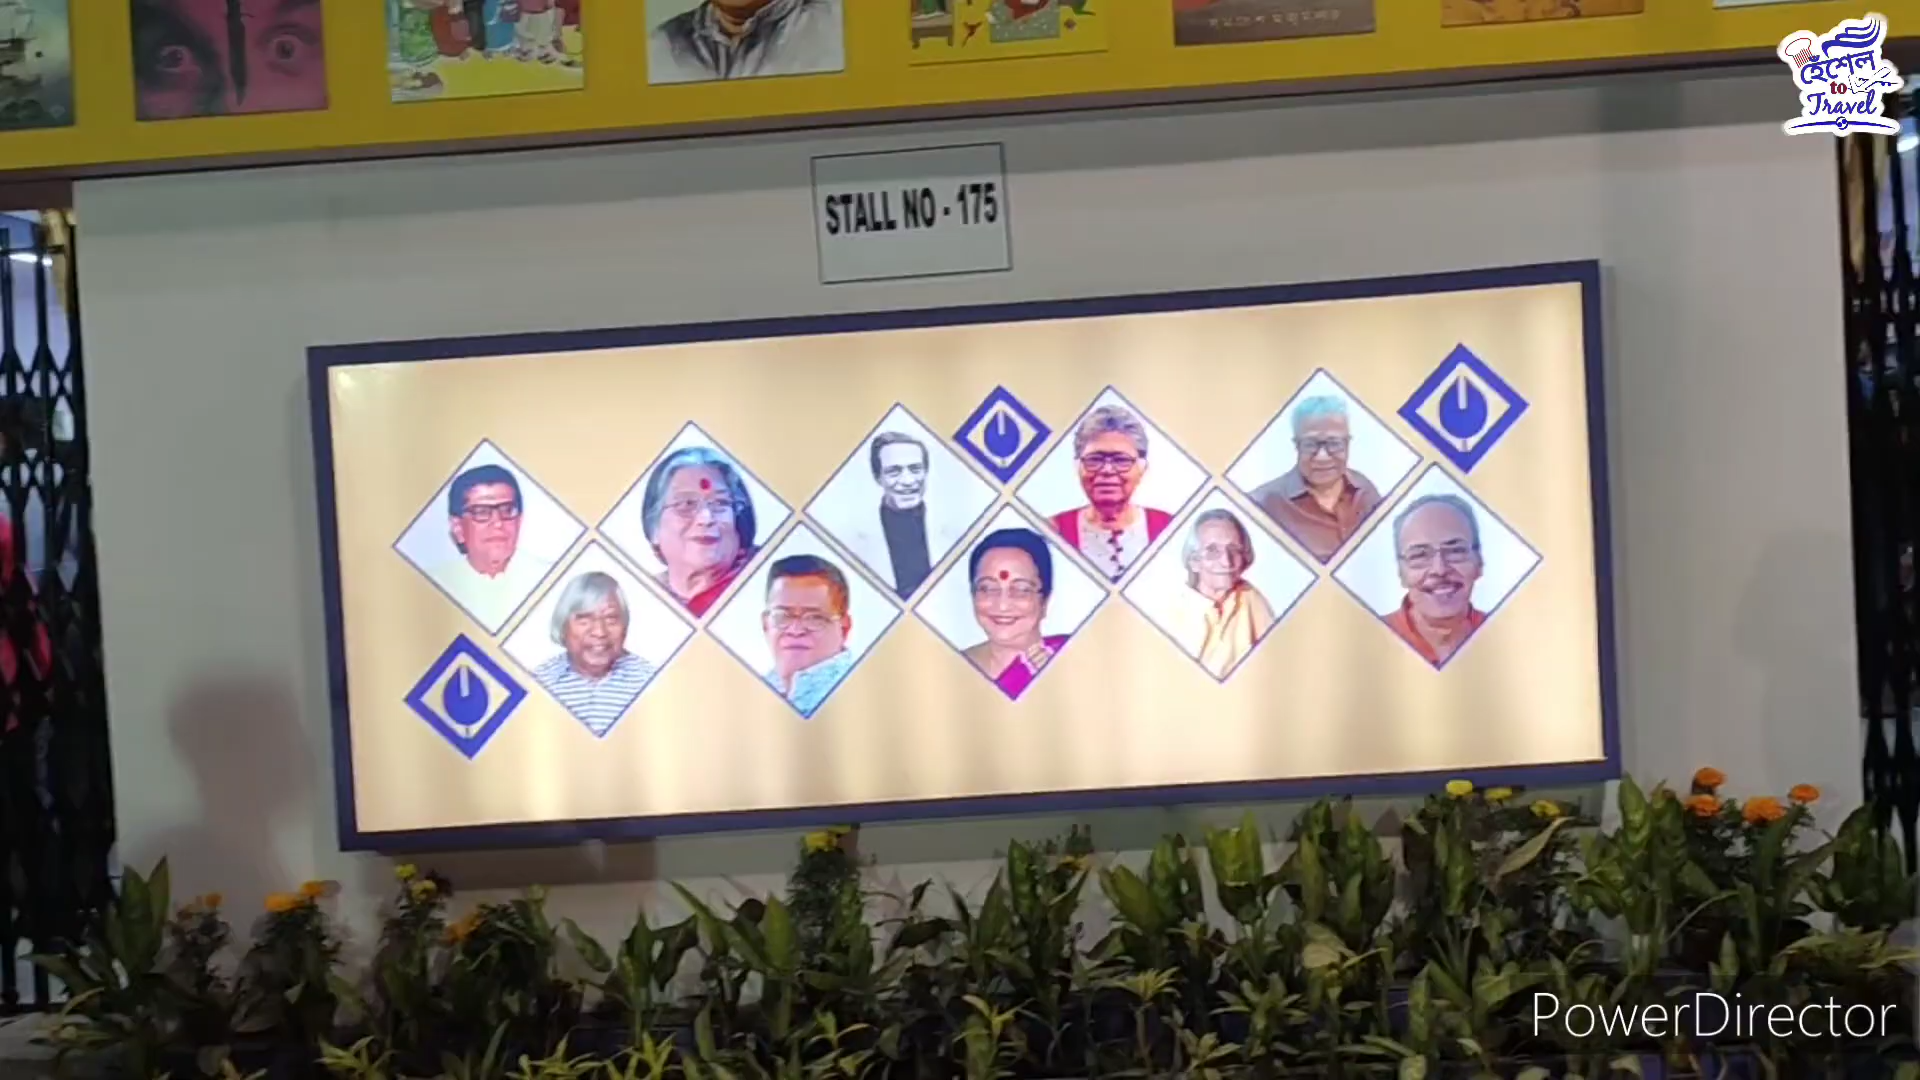 হেঁশেল
to
Travel
STALL NO - 175
PowerDirector